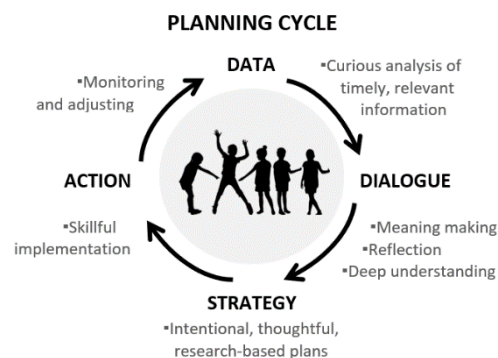 PLANNING CYCLE
DATA
▪Curious analysis of
timely, relevant
information
DIALOGUE
▪Meaning making
▪Reflection
▪Deep understanding
STRATEGY
▪Intentional, thoughtful,
research-based plans
ACTION
▪Skillful
implementation
▪Monitoring
and adjusting